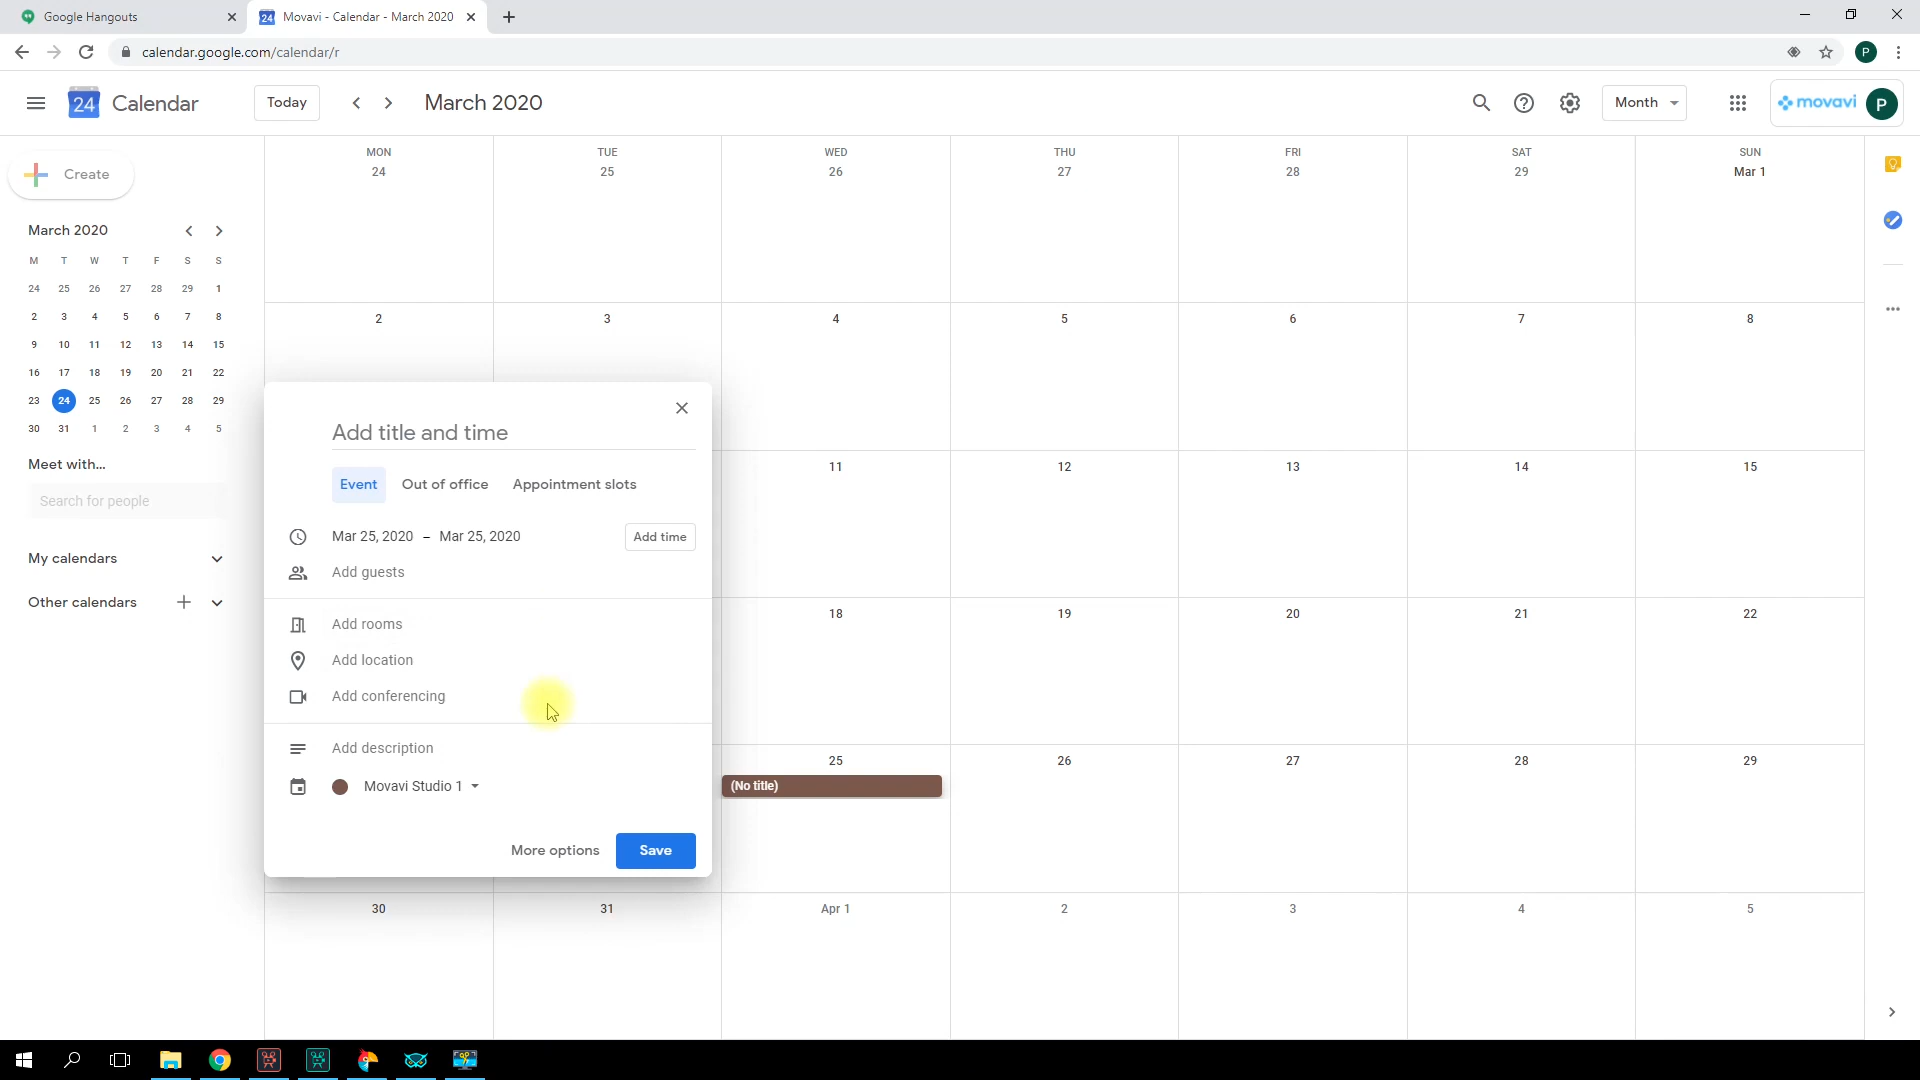 Google Hangouts
Movavi - Calendar - March 2020
calendar.google.com/calendar/r
P
24 Calendar
Today
March 2020
Month
movavi P
Create
March 2020
M T W T F S S
24 25 26 27 28 29 1
2 3 4 5 6 7 8
9 10 11 12 13 14 15
16 17 18 19 20 21 22
23 24 25 26 27 28 29
30 31 1 2 3 4 5
Meet with...
Search for people
My calendars
Other calendars
MON TUE WED THU FRI SAT SUN
24 25 26 27 28 29 Mar 1
2 3 4 5 6 7 8
11 12 13 14 15
18 19 20 21 22
25 26 27 28 29
(No title)
30 31 Apr 1 2 3 4 5
Add title and time
Event Out of office Appointment slots
Mar 25, 2020 – Mar 25, 2020 Add time
Add guests
Add rooms
Add location
Add conferencing
Add description
Movavi Studio 1
More options Save